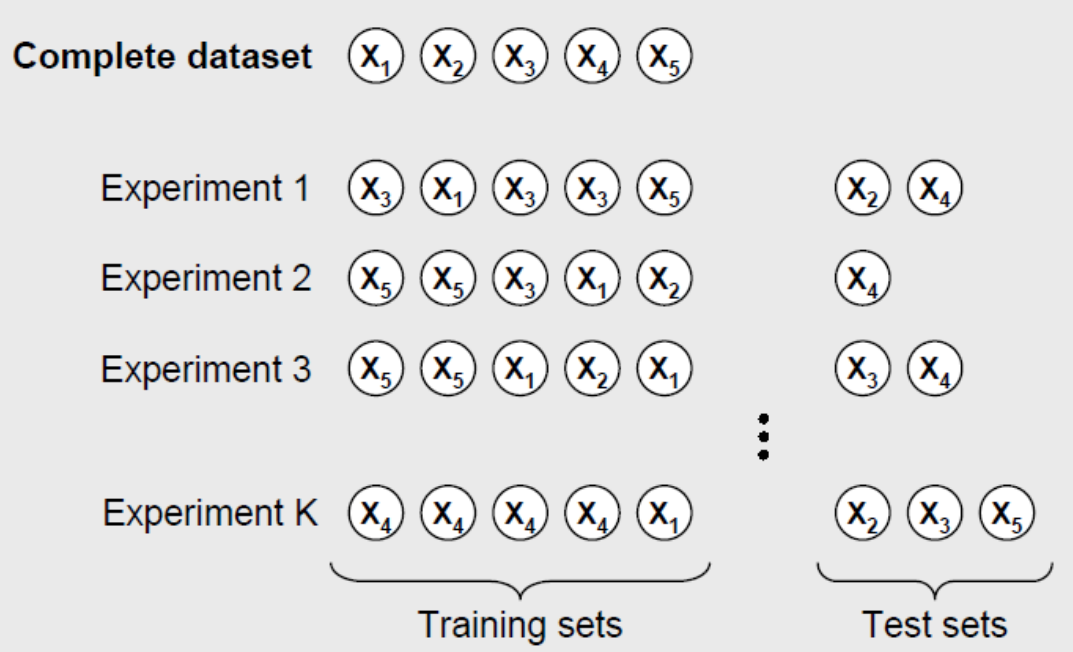 Complete dataset X₁ X₂ X₃ X₄ X₅
Experiment 1 X₃ X₁ X₃ X₃ X₅ X₂ X₄
Experiment 2 X₅ X₅ X₃ X₁ X₂ X₄
Experiment 3 X₅ X₅ X₁ X₂ X₁ X₃ X₄
Experiment K X₄ X₄ X₄ X₄ X₁ X₂ X₃ X₅
Training sets Test sets